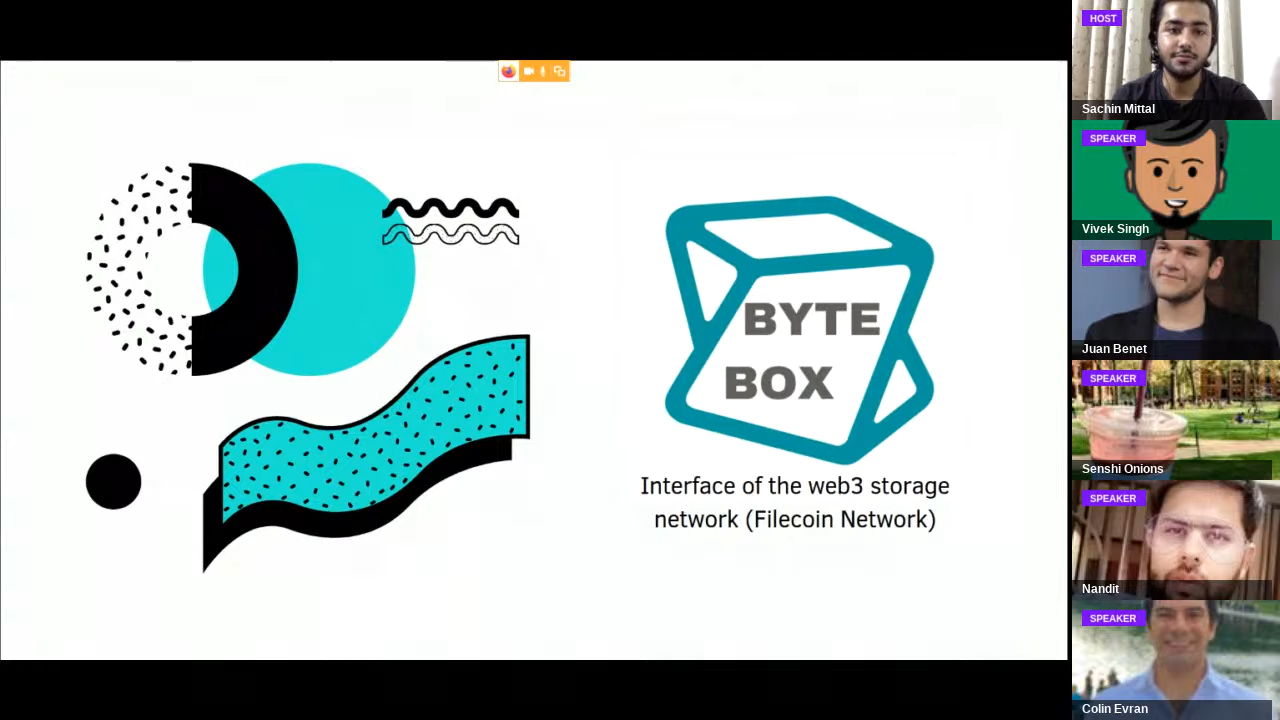 BYTE
BOX
Interface of the web3 storage
network (Filecoin Network)
HOST
Sachin Mittal
SPEAKER
Vivek Singh
SPEAKER
Juan Benet
SPEAKER
Senshi Onions
SPEAKER
Nandit
SPEAKER
Colin Evran